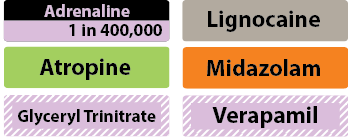 Adrenaline
1 in 400,000
Lignocaine
Atropine
Midazolam
Glyceryl Trinitrate
Verapamil